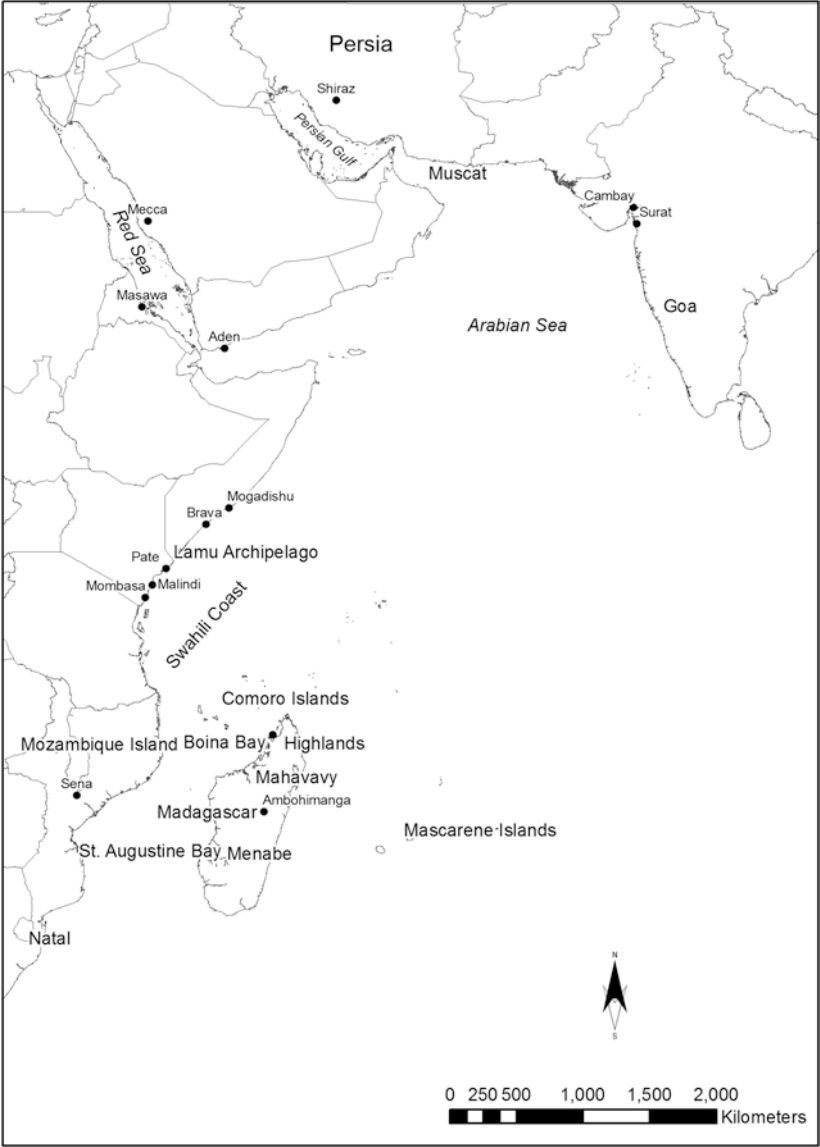 Persia
Shiraz
Persian Gulf
Muscat
Cambay
Surat
Mecca
Red Sea
Masawa
Goa
Arabian Sea
Aden
Mogadishu
Brava
Lamu Archipelago
Pate
Mombasa
Malindi
Swahili Coast
Comoro Islands
Mozambique Island
Boina Bay
Highlands
Mahavavy
Sena
Ambohimanga
Madagascar
Mascarene Islands
St. Augustine Bay
Menabe
Natal
N
S
0 250 500 1,000 1,500 2,000
Kilometers